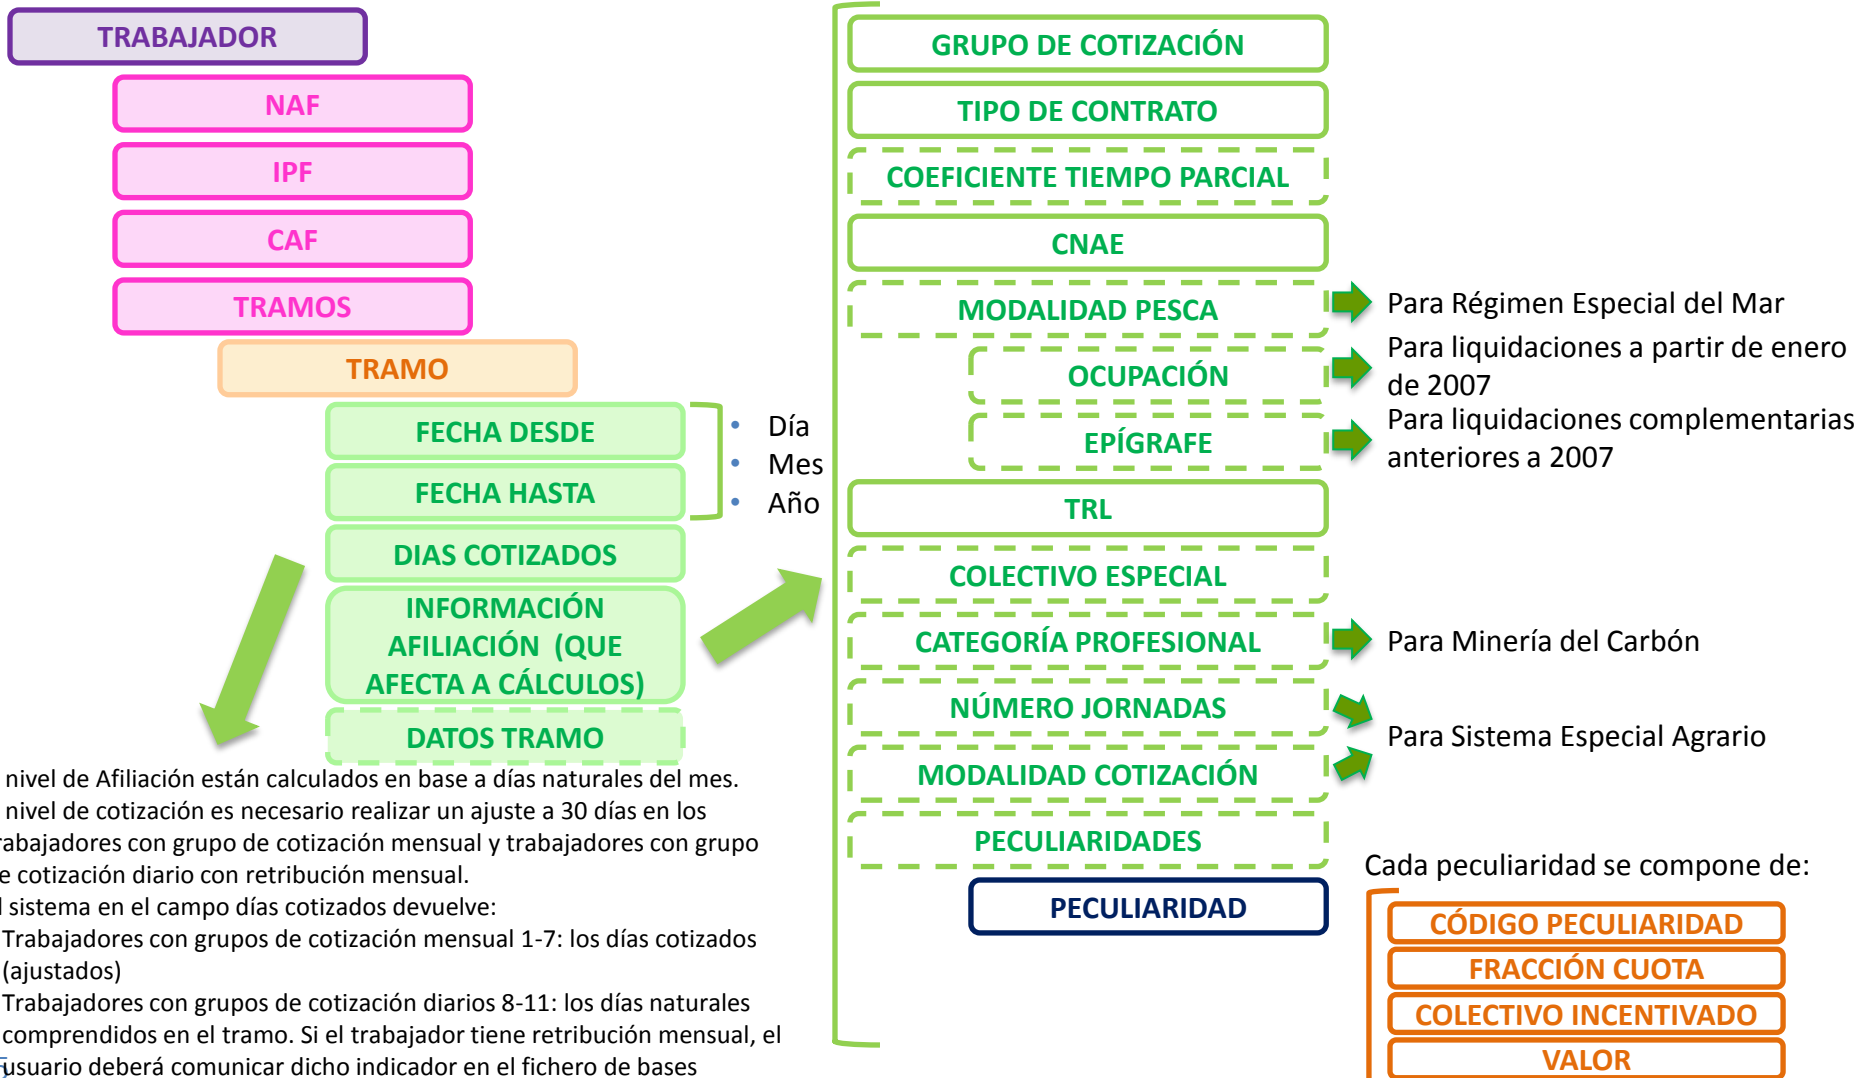 TRABAJADOR
NAF
IPF
CAF
TRAMOS
TRAMO
FECHA DESDE
FECHA HASTA
• Día
• Mes
• Año
DIAS COTIZADOS
INFORMACIÓN
AFILIACIÓN (QUE
AFECTA A CÁLCULOS)
DATOS TRAMO
nivel de Afiliación están calculados en base a días naturales del mes.
nivel de cotización es necesario realizar un ajuste a 30 días en los
rabajadores con grupo de cotización mensual y trabajadores con grupo
e cotización diario con retribución mensual.
l sistema en el campo días cotizados devuelve:
Trabajadores con grupos de cotización mensual 1-7: los días cotizados
(ajustados)
Trabajadores con grupos de cotización diarios 8-11: los días naturales
comprendidos en el tramo. Si el trabajador tiene retribución mensual, el
usuario deberá comunicar dicho indicador en el fichero de bases
GRUPO DE COTIZACIÓN
TIPO DE CONTRATO
COEFICIENTE TIEMPO PARCIAL
CNAE
MODALIDAD PESCA
Para Régimen Especial del Mar
OCUPACIÓN
Para liquidaciones a partir de enero
de 2007
EPÍGRAFE
Para liquidaciones complementarias
anteriores a 2007
TRL
COLECTIVO ESPECIAL
CATEGORÍA PROFESIONAL
Para Minería del Carbón
NÚMERO JORNADAS
MODALIDAD COTIZACIÓN
Para Sistema Especial Agrario
PECULIARIDADES
PECULIARIDAD
Cada peculiaridad se compone de:
CÓDIGO PECULIARIDAD
FRACCIÓN CUOTA
COLECTIVO INCENTIVADO
VALOR